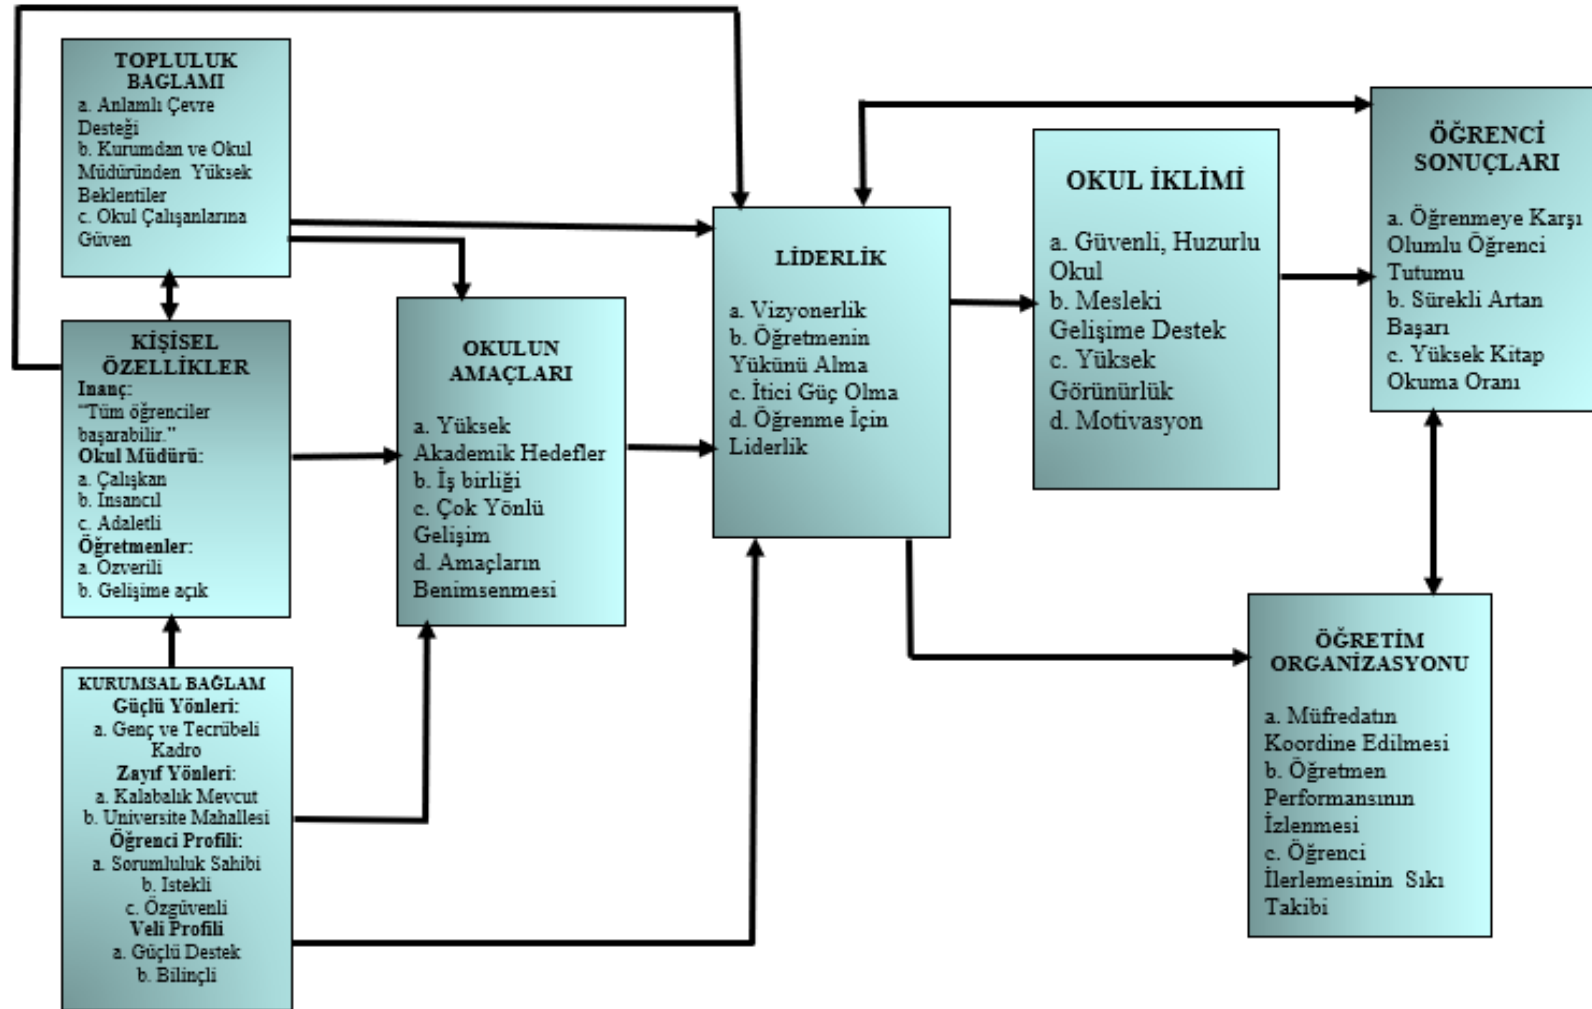 TOPLULUK
BAGLAMI
a. Anlamlı Çevre
Desteği
b. Kurumdan ve Okul
Müdüründen Yüksek
Beklentiler
c. Okul Çalışanlarına
Güven
KİŞİSEL
ÖZELLİKLER
Inanç:
"Tüm öğrenciler
başarabilir."
Okul Müdürü:
a. Çalışkan
b. Insancıl
c. Adaletli
Öğretmenler:
a. Ozverili
b. Gelişime açık
KURUMSAL BAĞLAM
Güçlü Yönleri:
a. Genç ve Tecrübeli
Kadro
Zayıf Yönleri:
a. Kalabalık Mevcut
b. Universite Mahallesi
Öğrenci Profili:
a. Sorumluluk Sahibi
b. Istekli
c. Özgüvenli
Veli Profili
a. Güçlü Destek
b. Bilinçli
OKULUN
AMAÇLARI
a. Yüksek
Akademik Hedefler
b. İş birliği
c. Çok Yönlü
Gelişim
d. Amaçların
Benimsenmesi
LİDERLİK
a. Vizyonerlik
b. Öğretmenin
Yükünü Alma
c. İtici Güç Olma
d. Öğrenme İçin
Liderlik
OKUL İKLİMİ
a. Güvenli, Huzurlu
Okul
b. Mesleki
Gelişime Destek
c. Yüksek
Görünürlük
d. Motivasyon
ÖĞRENCİ
SONUÇLARI
a. Öğrenmeye Karşı
Olumlu Öğrenci
Tutumu
b. Sürekli Artan
Başarı
c. Yüksek Kitap
Okuma Oranı
ÖĞRETİM
ORGANİZASYONU
a. Müfredatın
Koordine Edilmesi
b. Öğretmen
Performansının
İzlenmesi
c. Öğrenci
İlerlemesinin Sıkı
Takibi